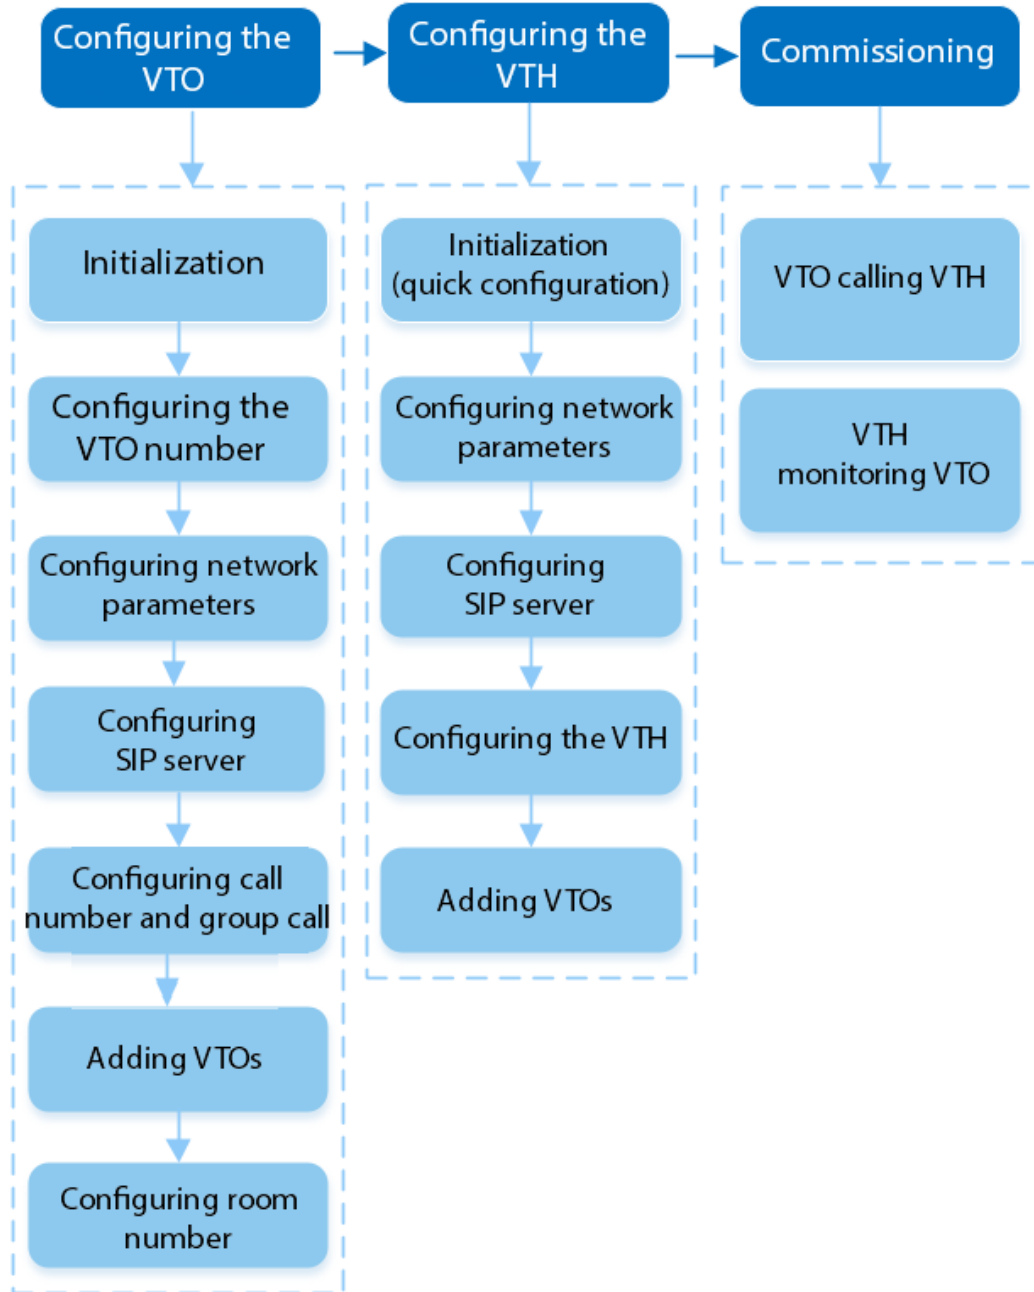 Configuring the
VTO
Configuring the
VTH
Commissioning
Initialization
Configuring the
VTO number
Configuring network
parameters
Configuring
SIP server
Configuring call
number and group call
Adding VTOs
Configuring room
number
Initialization
(quick configuration)
Configuring network
parameters
Configuring
SIP server
Configuring the VTH
Adding VTOs
VTO calling VTH
VTH
monitoring VTO